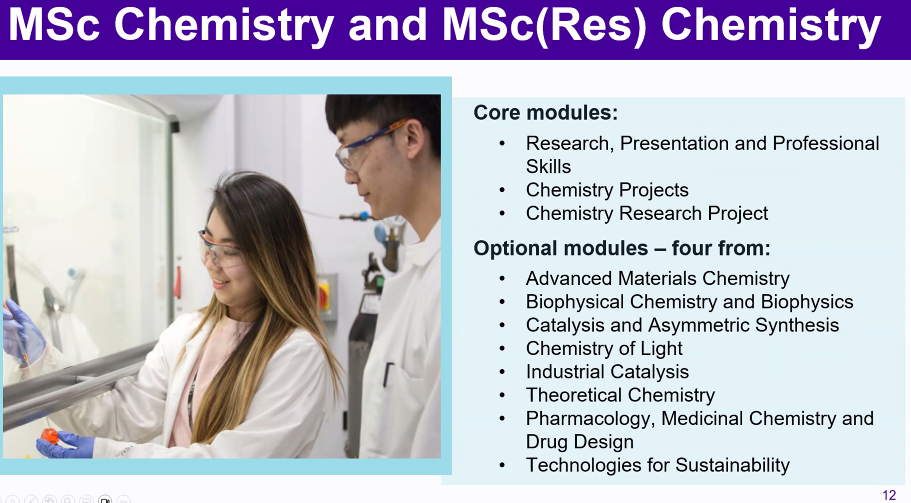 MSc Chemistry and MSc(Res) Chemistry
Core modules:
• Research, Presentation and Professional
Skills
• Chemistry Projects
• Chemistry Research Project
Optional modules – four from:
• Advanced Materials Chemistry
• Biophysical Chemistry and Biophysics
• Catalysis and Asymmetric Synthesis
• Chemistry of Light
• Industrial Catalysis
• Theoretical Chemistry
• Pharmacology, Medicinal Chemistry and
Drug Design
• Technologies for Sustainability
12